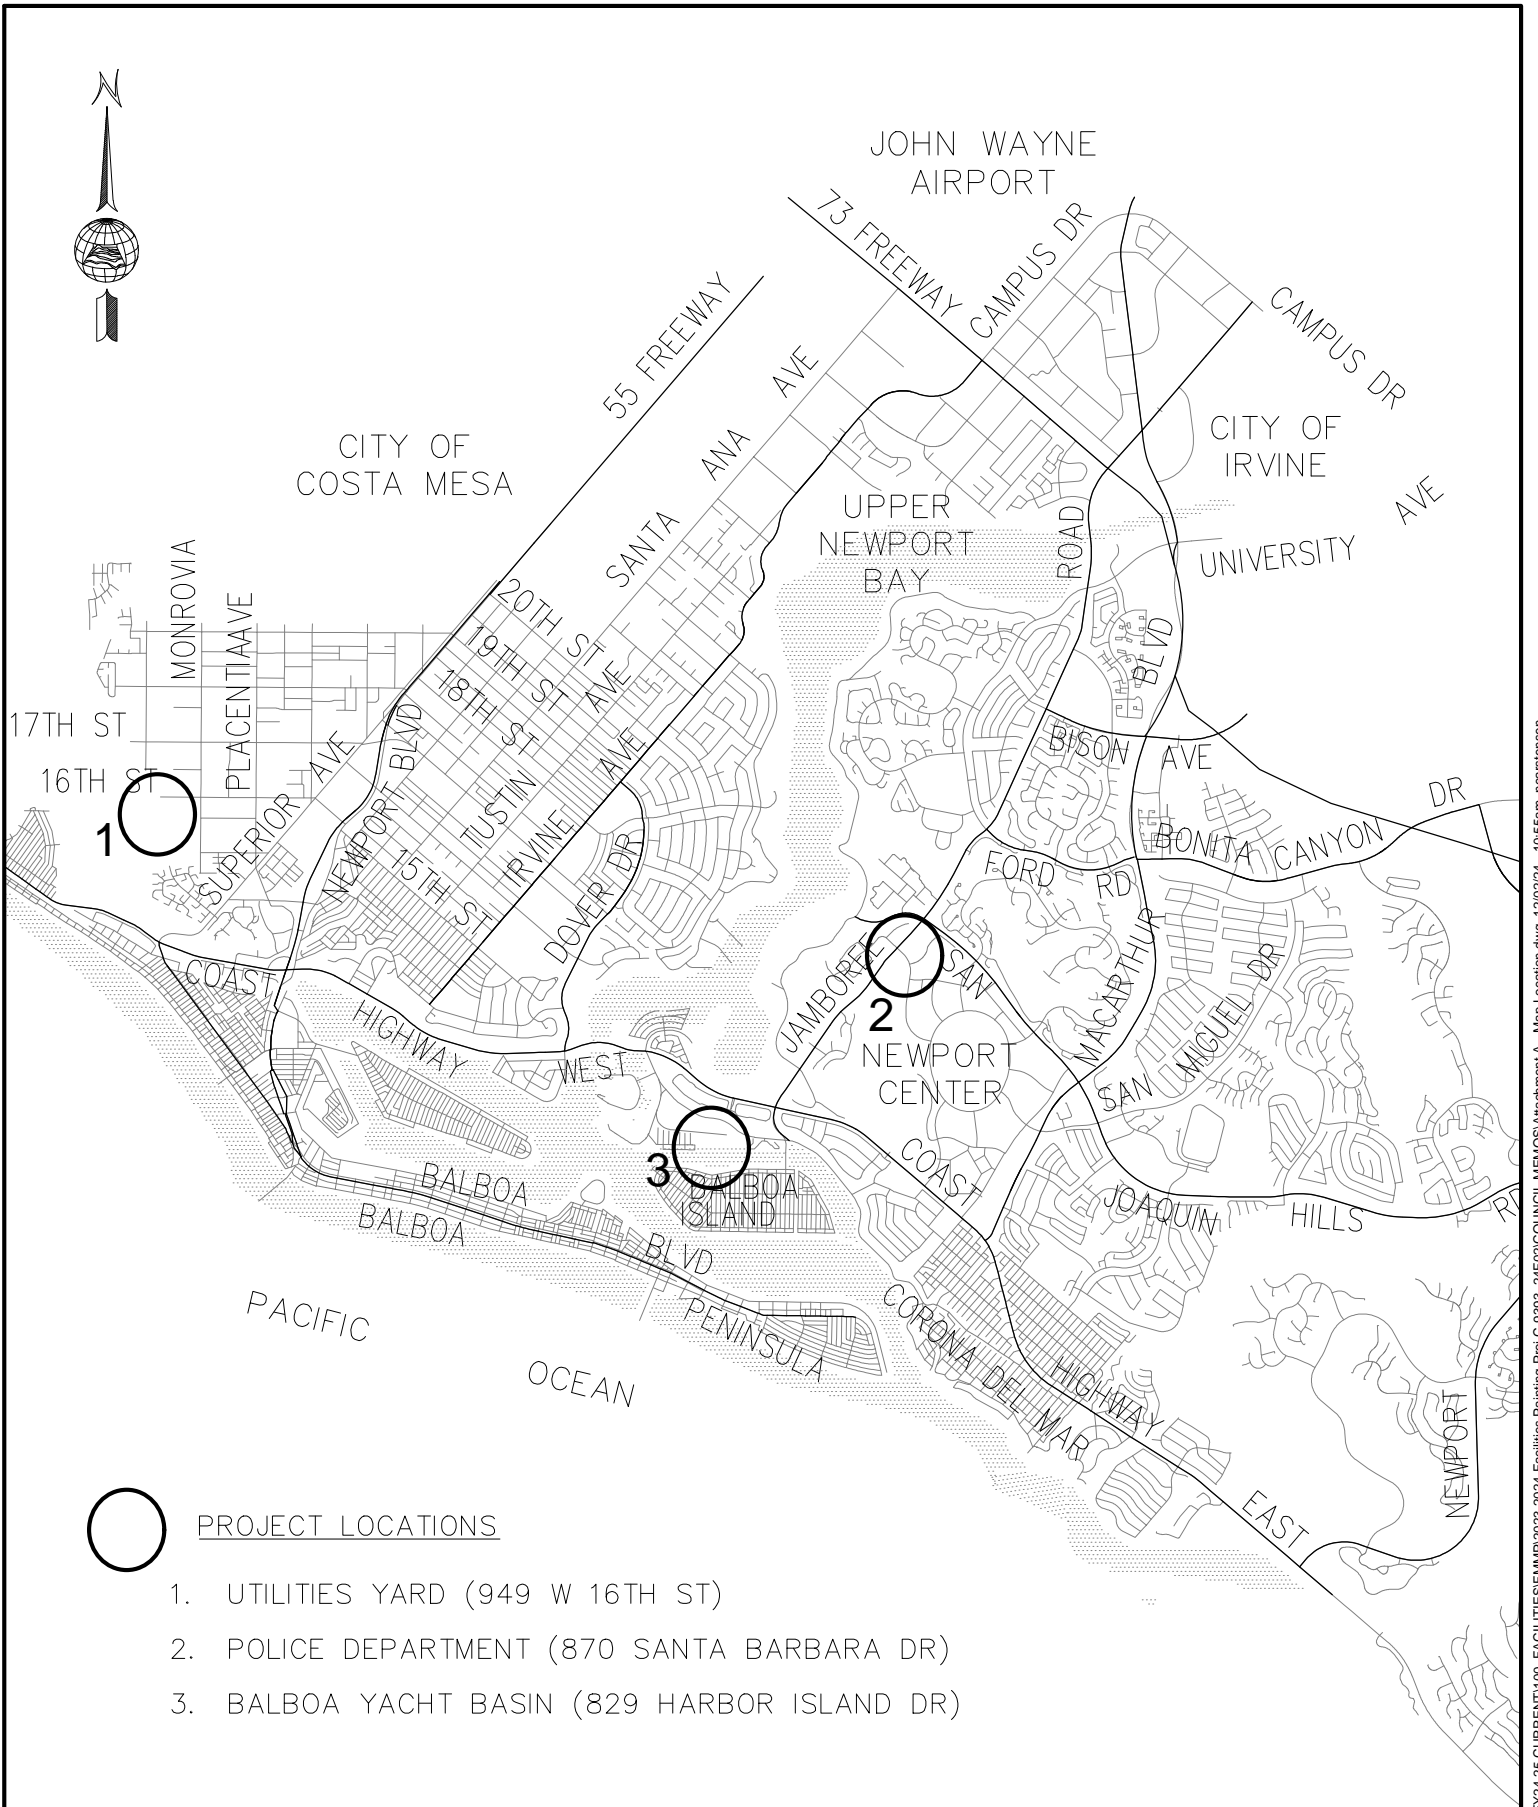 N
JOHN WAYNE
AIRPORT
73 FREEWAY
CAMPUS DR
CAMPUS DR
55 FREEWAY
SANTA ANA AVE
CITY OF
COSTA MESA
CITY OF
IRVINE
UPPER
NEWPORT
BAY
UNIVERSITY AVE
JAMBOREE ROAD
MONROVIA
PLACENTIAAVE
20TH ST
19TH ST
18TH ST
17TH ST
16TH ST
15TH ST
TUSTIN AVE
IRVINE AVE
DOVER DR
NEWPORT BLVD
SUPERIOR AVE
MACARTHUR BLVD
BISON AVE
BONITA CANYON DR
FORD RD
SAN MIGUEL DR
SAN JOAQUIN HILLS RD
NEWPORT
CENTER
COAST HIGHWAY WEST
COAST HIGHWAY EAST
1
2
3
BALBOA
ISLAND
BALBOA BLVD
BALBOA PENINSULA
CORONA DEL MAR
NEWPORT
PACIFIC OCEAN
PROJECT LOCATIONS
1. UTILITIES YARD (949 W 16TH ST)
2. POLICE DEPARTMENT (870 SANTA BARBARA DR)
3. BALBOA YACHT BASIN (829 HARBOR ISLAND DR)